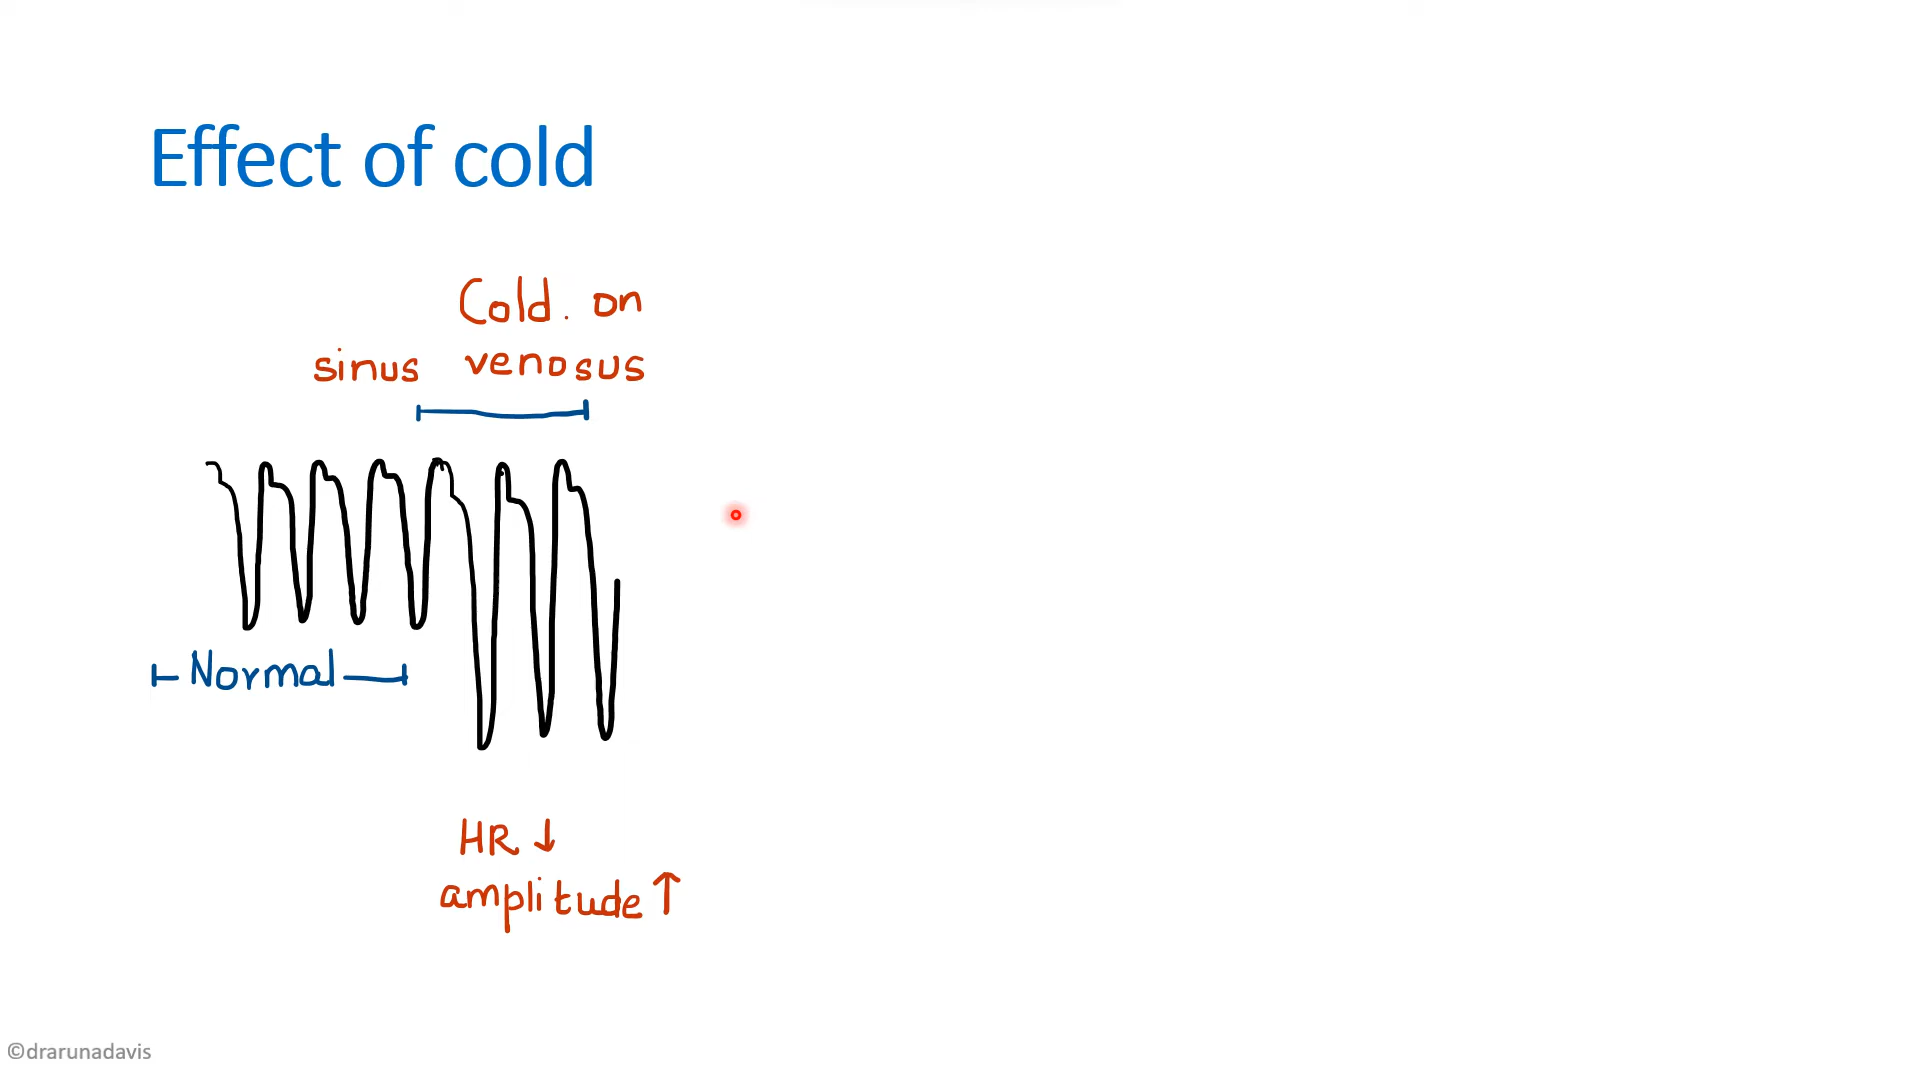 Effect of cold
Cold. on
sinus venosus
Normal
HR ↓
amplitude ↑
©drarunadavis